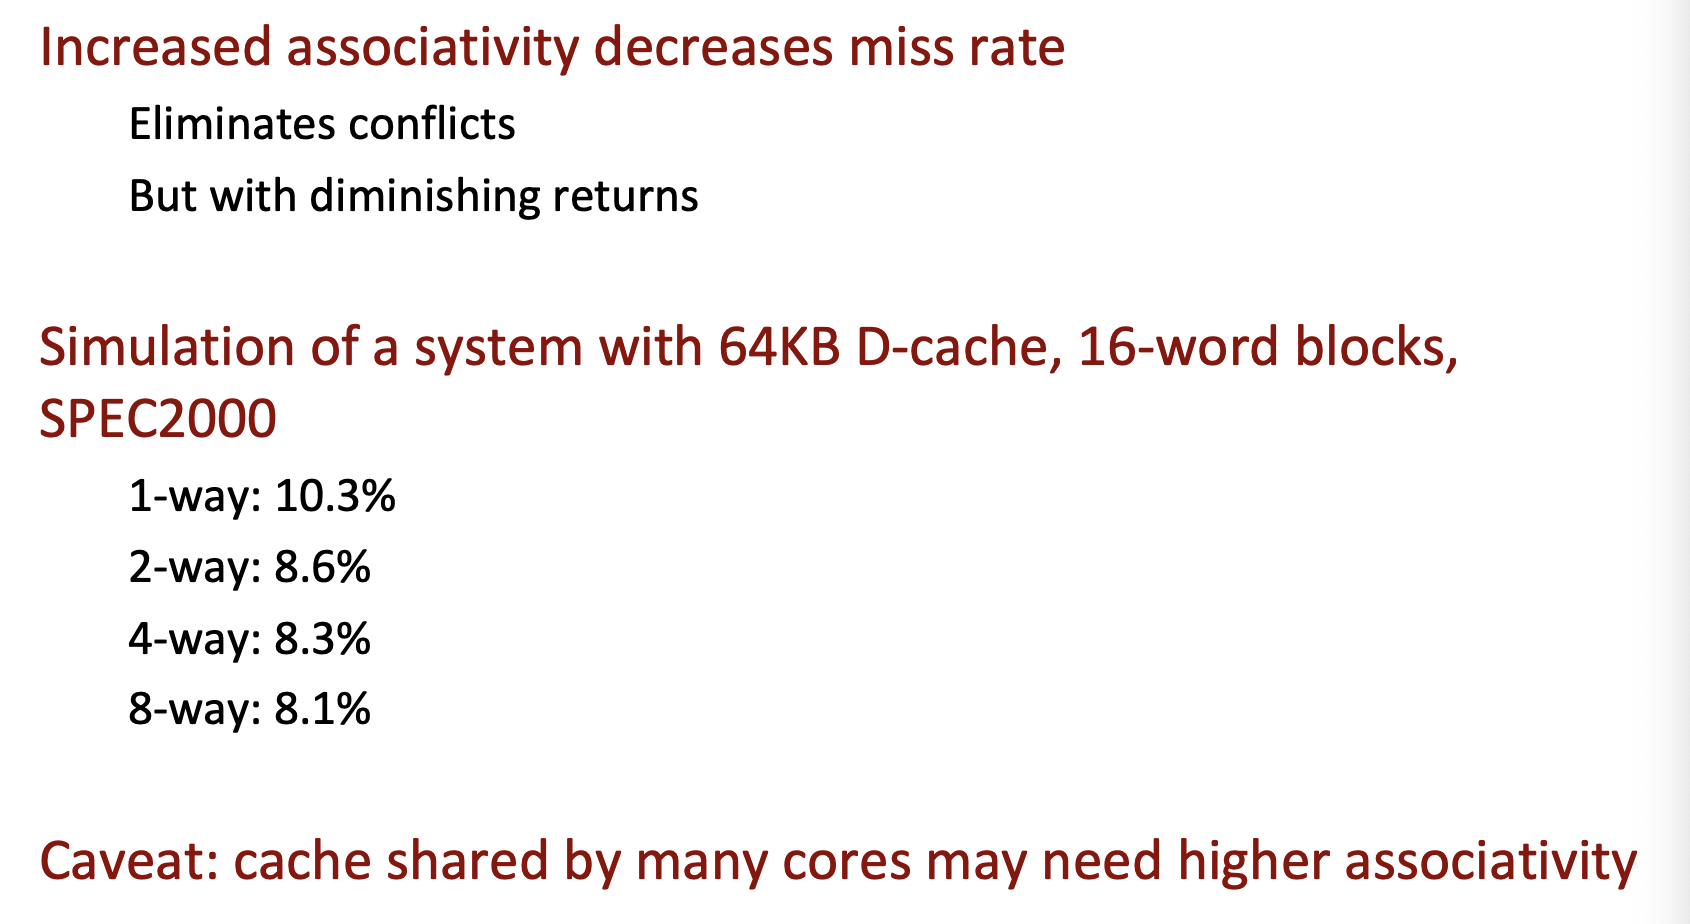 Increased associativity decreases miss rate
Eliminates conflicts
But with diminishing returns
Simulation of a system with 64KB D-cache, 16-word blocks,
SPEC2000
1-way: 10.3%
2-way: 8.6%
4-way: 8.3%
8-way: 8.1%
Caveat: cache shared by many cores may need higher associativity